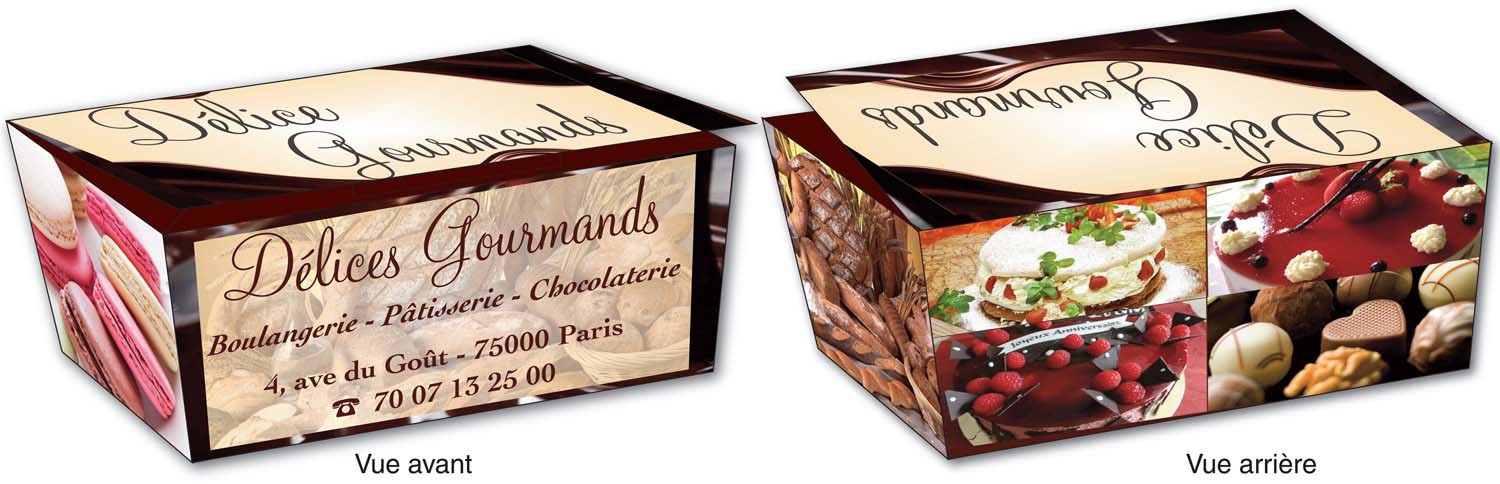 Délice
Gourmands
Délices Gourmands
Boulangerie - Pâtisserie - Chocolaterie
4, ave du Goût - 75000 Paris
☎ 70 07 13 25 00
Vue avant
Délice
Gourmands
Joyeux Anniversaire
Vue arrière